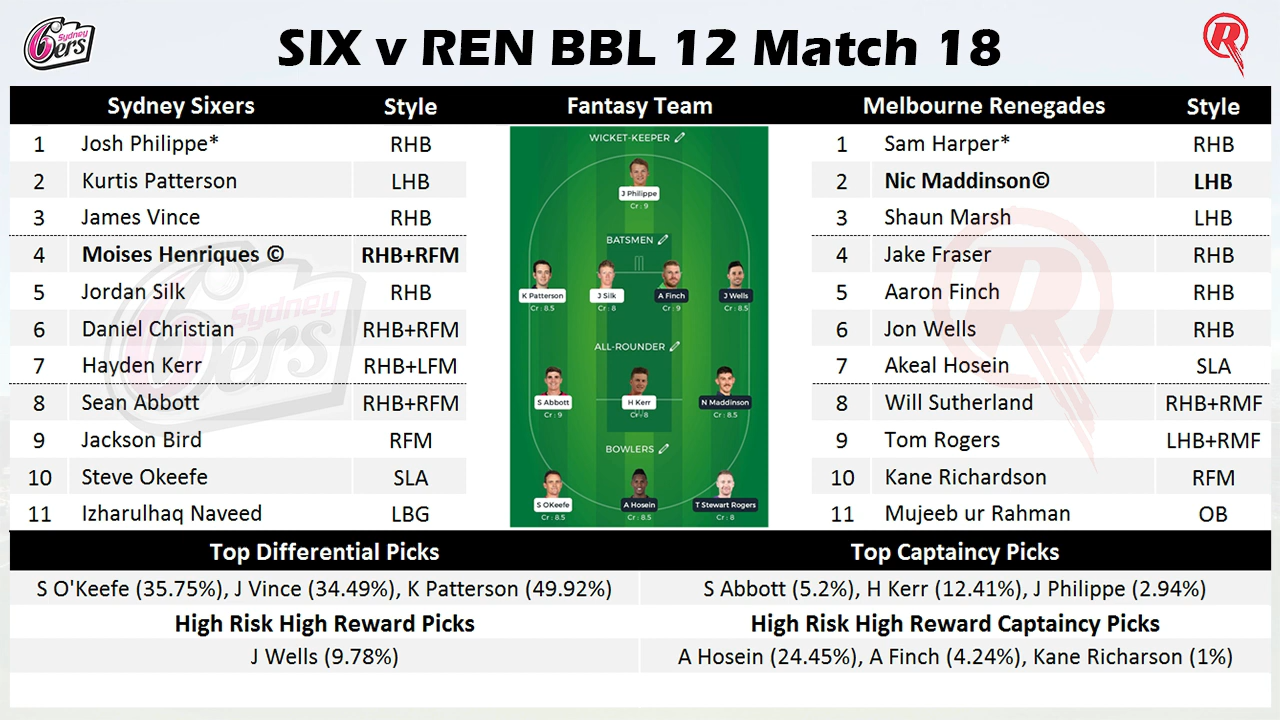 Sydney 6ers
SIX v REN BBL 12 Match 18
R
Sydney Sixers Style Fantasy Team Melbourne Renegades Style
1 Josh Philippe* RHB
2 Kurtis Patterson LHB
3 James Vince RHB
4 Moises Henriques © RHB+RFM
5 Jordan Silk RHB
6 Daniel Christian RHB+RFM
7 Hayden Kerr RHB+LFM
8 Sean Abbott RHB+RFM
9 Jackson Bird RFM
10 Steve Okeefe SLA
11 Izharulhaq Naveed LBG
Sydney 6ers
WICKET-KEEPER
J Philippe
Cr : 9
BATSMEN
K Patterson J Silk A Finch J Wells
Cr : 8.5 Cr : 8 Cr : 9 Cr : 8.5
ALL-ROUNDER
S Abbott H Kerr N Maddinson
Cr : 9 Cr : 8 Cr : 8.5
BOWLERS
S OKeefe A Hosein T Stewart Rogers
Cr : 8.5 Cr : 8.5 Cr : 8
1 Sam Harper* RHB
2 Nic Maddinson© LHB
3 Shaun Marsh LHB
4 Jake Fraser RHB
5 Aaron Finch RHB
6 Jon Wells RHB
7 Akeal Hosein SLA
8 Will Sutherland RHB+RMF
9 Tom Rogers LHB+RMF
10 Kane Richardson RFM
11 Mujeeb ur Rahman OB
R
Top Differential Picks Top Captaincy Picks
S O'Keefe (35.75%), J Vince (34.49%), K Patterson (49.92%) S Abbott (5.2%), H Kerr (12.41%), J Philippe (2.94%)
High Risk High Reward Picks High Risk High Reward Captaincy Picks
J Wells (9.78%) A Hosein (24.45%), A Finch (4.24%), Kane Richarson (1%)